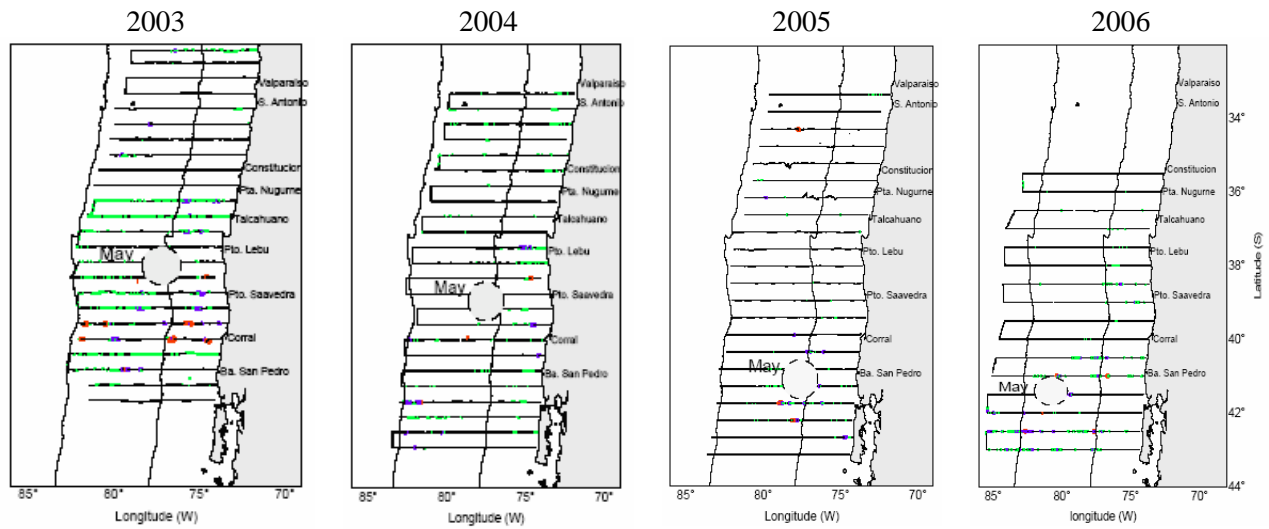 2003
2004
2005
2006
Valparaiso
S. Antonio
Constitucion
Pta. Nugurne
Talcahuano
Pto. Lebu
May
Pto. Saavedra
Corral
Ba. San Pedro
85° 80° 75° 70°
Longitude (W)
Valparaiso
S. Antonio
Constitucion
Pta. Nugurne
Talcahuano
Pto. Lebu
May
Pto. Saavedra
Corral
Ba. San Pedro
85° 80° 75° 70°
Longitude (W)
Valparaiso
S. Antonio
Constitucion
Pta. Nugurne
Talcahuano
Pto. Lebu
Pto. Saavedra
Corral
May
Ba. San Pedro
85° 80° 75° 70°
Longitude (W)
Valparaiso
S. Antonio
Constitucion
Pta. Nugurne
Talcahuano
Pto. Lebu
Pto. Saavedra
Corral
Ba. San Pedro
May
85° 80° 75° 70°
longitude (W)
34°
36°
38°
40°
42°
44°
Latitude (S)